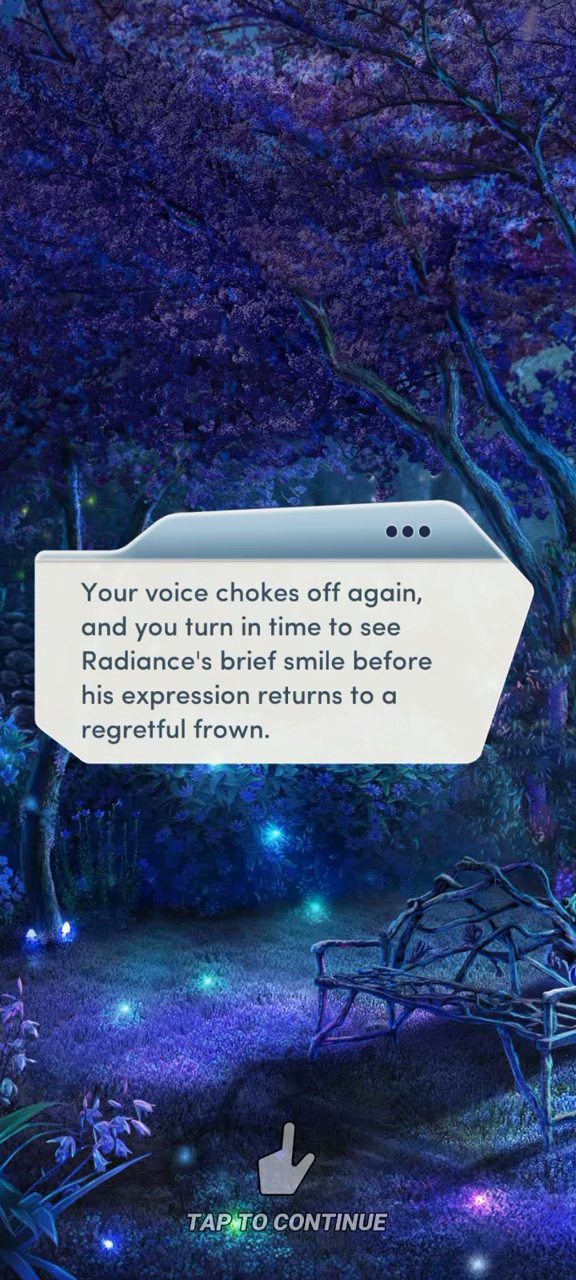 Your voice chokes off again,
and you turn in time to see
Radiance's brief smile before
his expression returns to a
regretful frown.
TAP TO CONTINUE